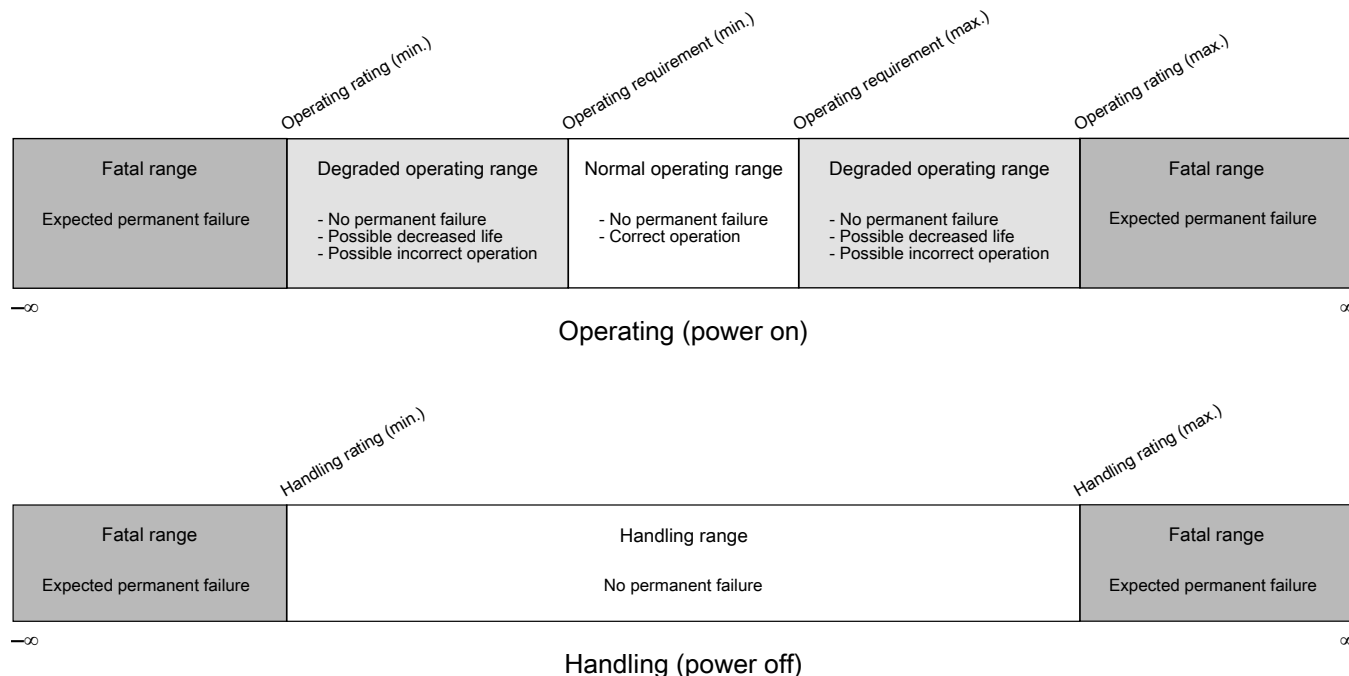 Operating rating (min.)
Operating requirement (min.)
Operating requirement (max.)
Operating rating (max.)
Fatal range
Degraded operating range
Normal operating range
Degraded operating range
Fatal range
Expected permanent failure
- No permanent failure
- Possible decreased life
- Possible incorrect operation
- No permanent failure
- Correct operation
- No permanent failure
- Possible decreased life
- Possible incorrect operation
Expected permanent failure
–∞
∞
Operating (power on)
Handling rating (min.)
Handling rating (max.)
Fatal range
Handling range
Fatal range
Expected permanent failure
No permanent failure
Expected permanent failure
–∞
∞
Handling (power off)